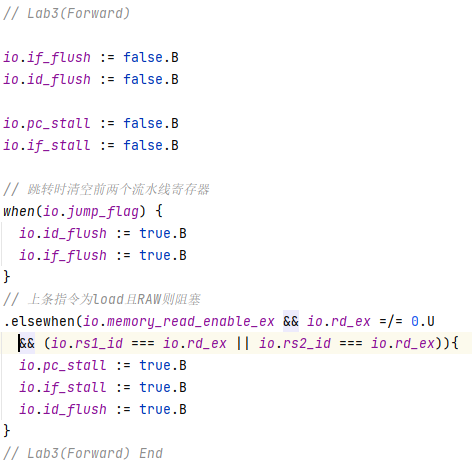 // Lab3(Forward)
io.if_flush := false.B
io.id_flush := false.B
io.pc_stall := false.B
io.if_stall := false.B
// 跳转时清空前两个流水线寄存器
when(io.jump_flag) {
io.id_flush := true.B
io.if_flush := true.B
}
// 上条指令为load且RAW则阻塞
.elsewhen(io.memory_read_enable_ex && io.rd_ex =/= 0.U
&& (io.rs1_id === io.rd_ex || io.rs2_id === io.rd_ex)){
io.pc_stall := true.B
io.if_stall := true.B
io.id_flush := true.B
}
// Lab3(Forward) End